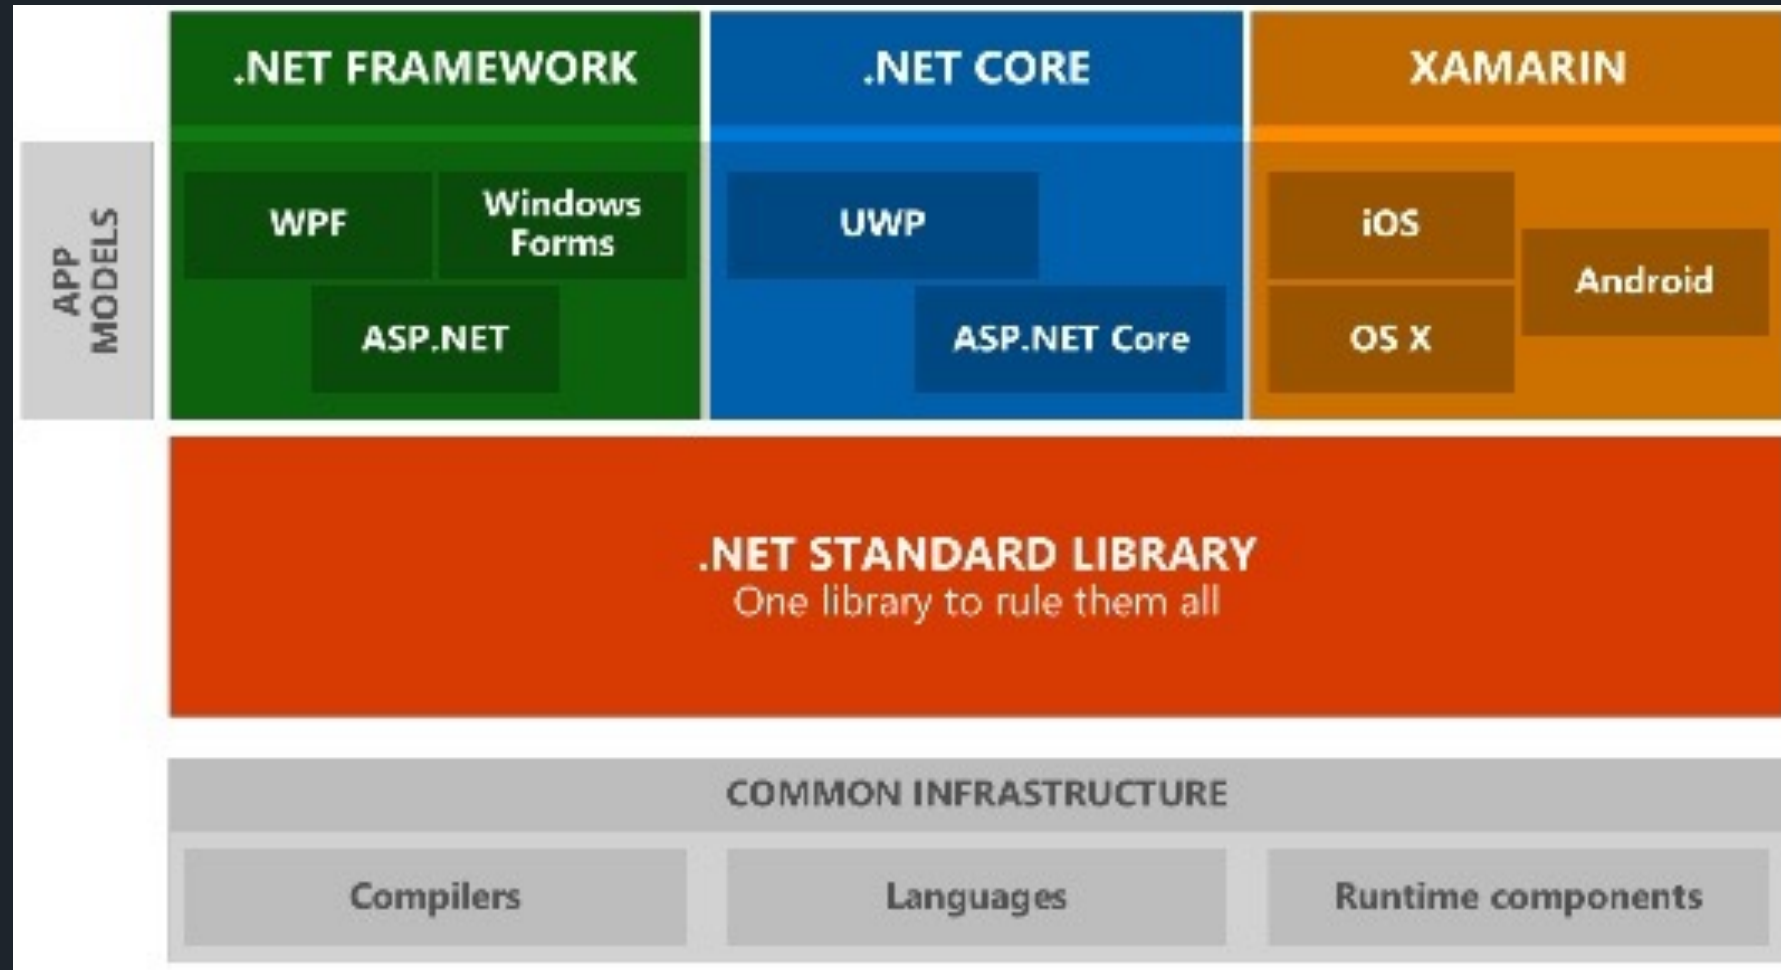 .NET FRAMEWORK
.NET CORE
XAMARIN
APP
MODELS
WPF
Windows
Forms
ASP.NET
UWP
ASP.NET Core
iOS
Android
OS X
.NET STANDARD LIBRARY
One library to rule them all
COMMON INFRASTRUCTURE
Compilers
Languages
Runtime components